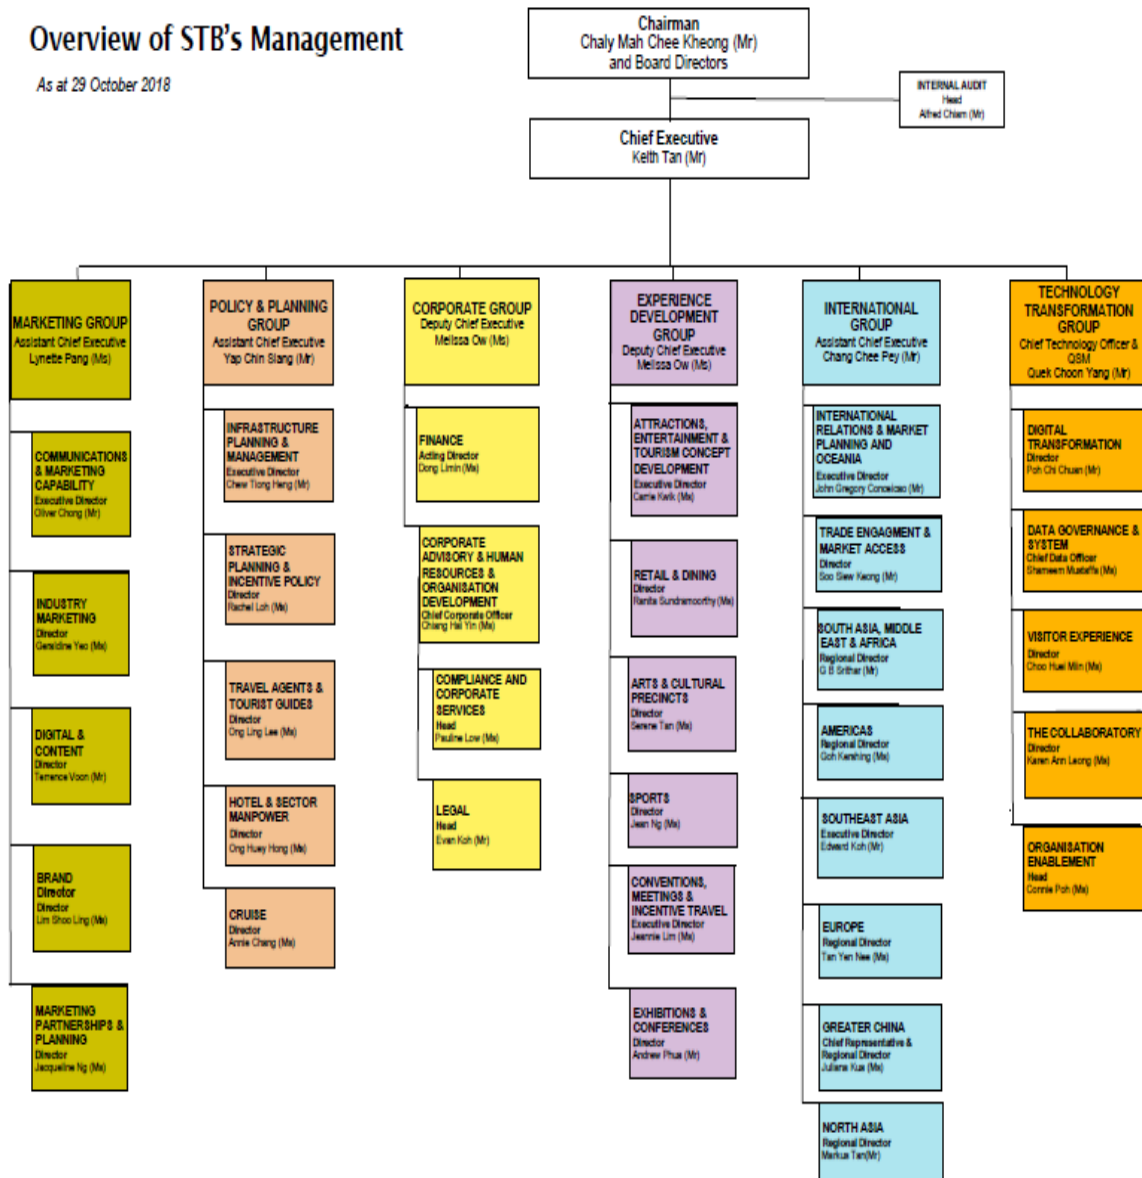 Overview of STB's Management
As at 29 October 2018
Chairman
Chaly Mah Chee Kheong (Mr)
and Board Directors
INTERNAL AUDIT
Head
Alfred Chiam (Mr)
Chief Executive
Keith Tan (Mr)
MARKETING GROUP
Assistant Chief Executive
Lynette Pang (Ms)
COMMUNICATIONS
& MARKETING
CAPABILITY
Executive Director
Oliver Chong (Mr)
INDUSTRY
MARKETING
Director
Geraldine Yeo (Ms)
DIGITAL &
CONTENT
Director
Terrence Voon (Mr)
BRAND
Director
Director
Lim Shoo Ling (Ms)
MARKETING
PARTNERSHIPS &
PLANNING
Director
Jacqueline Ng (Ms)
POLICY & PLANNING
GROUP
Assistant Chief Executive
Yap Chin Siang (Mr)
INFRASTRUCTURE
PLANNING &
MANAGEMENT
Executive Director
Chew Tiong Heng (Mr)
STRATEGIC
PLANNING &
INCENTIVE POLICY
Director
Rachel Loh (Ms)
TRAVEL AGENTS &
TOURIST GUIDES
Director
Ong Ling Lee (Ms)
HOTEL & SECTOR
MANPOWER
Director
Ong Huey Hong (Ms)
CRUISE
Director
Annie Chang (Ms)
CORPORATE GROUP
Deputy Chief Executive
Melissa Ow (Ms)
FINANCE
Acting Director
Dong Limin (Ms)
CORPORATE
ADVISORY & HUMAN
RESOURCES &
ORGANISATION
DEVELOPMENT
Chief Corporate Officer
Chiang Hai Yin (Ms)
COMPLIANCE AND
CORPORATE
SERVICES
Head
Pauline Low (Ms)
LEGAL
Head
Evan Koh (Mr)
EXPERIENCE
DEVELOPMENT
GROUP
Deputy Chief Executive
Melissa Ow (Ms)
ATTRACTIONS,
ENTERTAINMENT &
TOURISM CONCEPT
DEVELOPMENT
Executive Director
Carrie Kwik (Ms)
RETAIL & DINING
Director
Ranita Sundramoorthy (Ms)
ARTS & CULTURAL
PRECINCTS
Director
Serene Tan (Ms)
SPORTS
Director
Jean Ng (Ms)
CONVENTIONS,
MEETINGS &
INCENTIVE TRAVEL
Executive Director
Jeannie Lim (Ms)
EXHIBITIONS &
CONFERENCES
Director
Andrew Phua (Mr)
INTERNATIONAL
GROUP
Assistant Chief Executive
Chang Chee Pey (Mr)
INTERNATIONAL
RELATIONS & MARKET
PLANNING AND
OCEANIA
Executive Director
John Gregory Conceicao (Mr)
TRADE ENGAGMENT &
MARKET ACCESS
Director
Soo Siew Keong (Mr)
SOUTH ASIA, MIDDLE
EAST & AFRICA
Regional Director
G B Srithar (Mr)
AMERICAS
Regional Director
Goh Kershing (Ms)
SOUTHEAST ASIA
Executive Director
Edward Koh (Mr)
EUROPE
Regional Director
Tan Yen Nee (Ms)
GREATER CHINA
Chief Representative &
Regional Director
Juliana Kua (Ms)
NORTH ASIA
Regional Director
Markus Tan(Mr)
TECHNOLOGY
TRANSFORMATION
GROUP
Chief Technology Officer &
QSM
Quek Choon Yang (Mr)
DIGITAL
TRANSFORMATION
Director
Poh Chi Chuan (Mr)
DATA GOVERNANCE &
SYSTEM
Chief Data Officer
Shameem Mustaffa (Ms)
VISITOR EXPERIENCE
Director
Choo Huei Miin (Ms)
THE COLLABORATORY
Director
Karen Ann Leong (Ms)
ORGANISATION
ENABLEMENT
Head
Connie Poh (Ms)